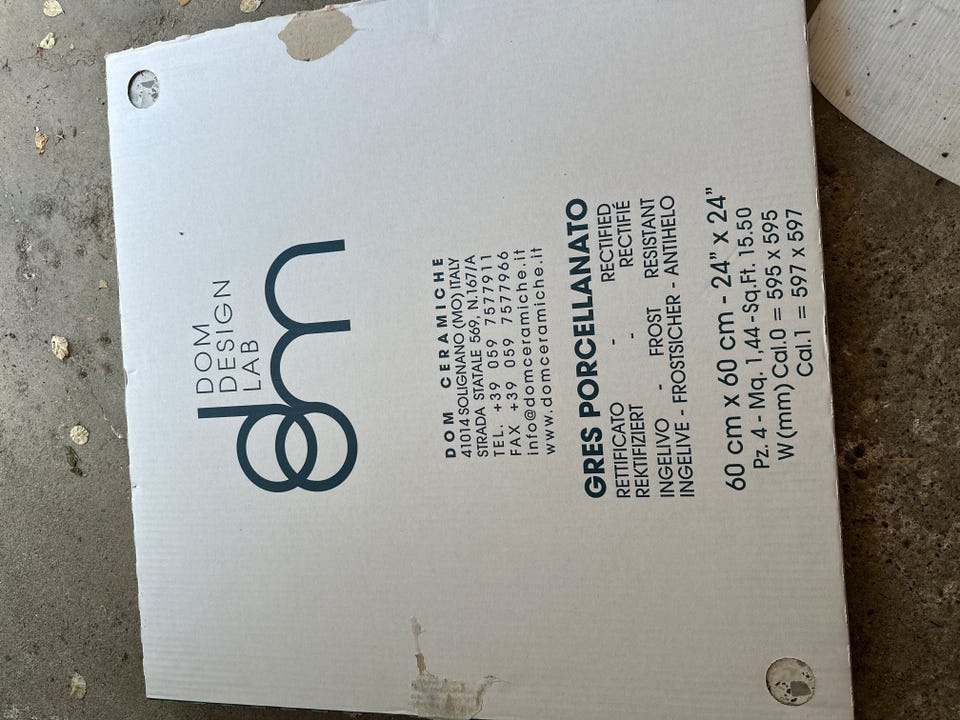 DOM
DESIGN
LAB
dm
DOM CERAMICHE
41014 SOLIGNANO (MO) ITALY
STRADA STATALE 569, N.167/A
TEL. +39 059 7577911
FAX +39 059 7577966
info@domceramiche.it
www.domceramiche.it
GRES PORCELLANATO
RETTIFICATO - RECTIFIED
REKTIFIZIERT - RECTIFIÉ
INGELIVO - FROST RESISTANT
INGELIVE - FROSTSICHER - ANTIHELO
60 cm x 60 cm - 24” x 24”
Pz. 4 - Mq. 1,44 -Sq.Ft. 15.50
W (mm) Cal.0 = 595 x 595
Cal.1 = 597 x 597